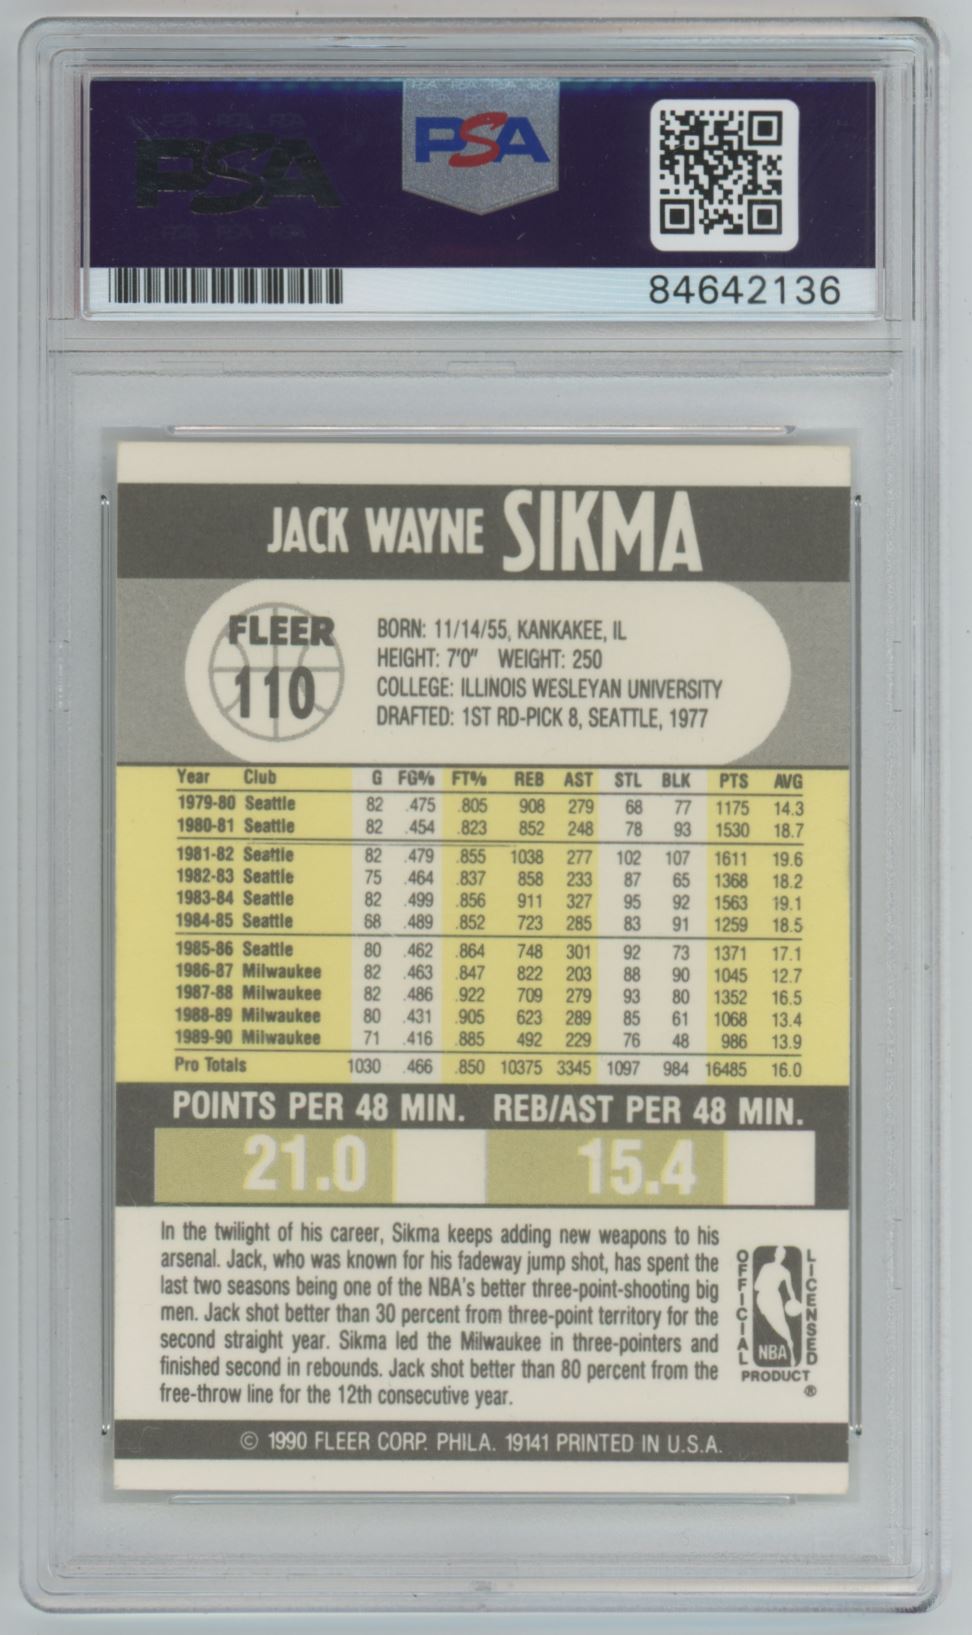 PSA
PSA
84642136
JACK WAYNE SIKMA
FLEER
110
BORN: 11/14/55, KANKAKEE, IL
HEIGHT: 7'0" WEIGHT: 250
COLLEGE: ILLINOIS WESLEYAN UNIVERSITY
DRAFTED: 1ST RD-PICK 8, SEATTLE, 1977
Year Club G FG% FT% REB AST STL BLK PTS AVG
1979-80 Seattle 82 .475 .805 908 279 68 77 1175 14.3
1980-81 Seattle 82 .454 .823 852 248 78 93 1530 18.7
1981-82 Seattle 82 .479 .855 1038 277 102 107 1611 19.6
1982-83 Seattle 75 .464 .837 858 233 87 65 1368 18.2
1983-84 Seattle 82 .499 .856 911 327 95 92 1563 19.1
1984-85 Seattle 68 .489 .852 723 285 83 91 1259 18.5
1985-86 Seattle 80 .462 .864 748 301 92 73 1371 17.1
1986-87 Milwaukee 82 .463 .847 822 203 88 90 1045 12.7
1987-88 Milwaukee 82 .486 .922 709 279 93 80 1352 16.5
1988-89 Milwaukee 80 .431 .905 623 289 85 61 1068 13.4
1989-90 Milwaukee 71 .416 .885 492 229 76 48 986 13.9
Pro Totals 1030 .466 .850 10375 3345 1097 984 16485 16.0
POINTS PER 48 MIN. REB/AST PER 48 MIN.
21.0 15.4
In the twilight of his career, Sikma keeps adding new weapons to his
arsenal. Jack, who was known for his fadeway jump shot, has spent the
last two seasons being one of the NBA's better three-point-shooting big
men. Jack shot better than 30 percent from three-point territory for the
second straight year. Sikma led the Milwaukee in three-pointers and
finished second in rebounds. Jack shot better than 80 percent from the
free-throw line for the 12th consecutive year.
OFFICIAL
LICENSED
NBA
PRODUCT
®
© 1990 FLEER CORP. PHILA. 19141 PRINTED IN U.S.A.